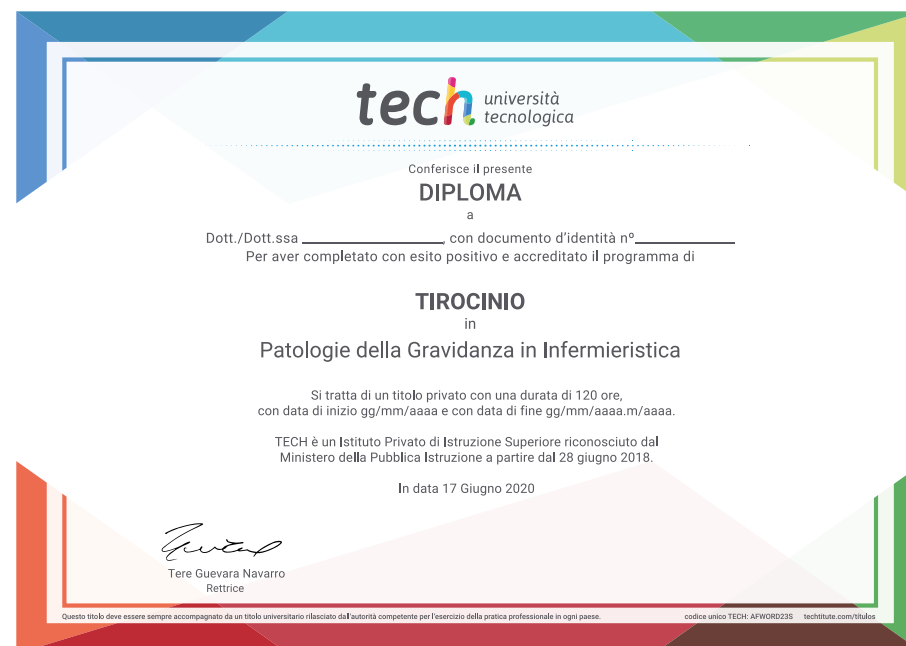 tech università
tecnologica
Conferisce il presente
DIPLOMA
a
Dott./Dott.ssa ________________, con documento d'identità nº____________
Per aver completato con esito positivo e accreditato il programma di
TIROCINIO
in
Patologie della Gravidanza in Infermieristica
Si tratta di un titolo privato con una durata di 120 ore,
con data di inizio gg/mm/aaaa e con data di fine gg/mm/aaaa.m/aaaa.
TECH è un Istituto Privato di Istruzione Superiore riconosciuto dal
Ministero della Pubblica Istruzione a partire dal 28 giugno 2018.
In data 17 Giugno 2020
Tere Guevara Navarro
Rettrice
Questo titolo deve essere sempre accompagnato da un titolo universitario rilasciato dall'autorità competente per l'esercizio della pratica professionale in ogni paese. codice unico TECH: AFWORD23S techtitute.com/titulos